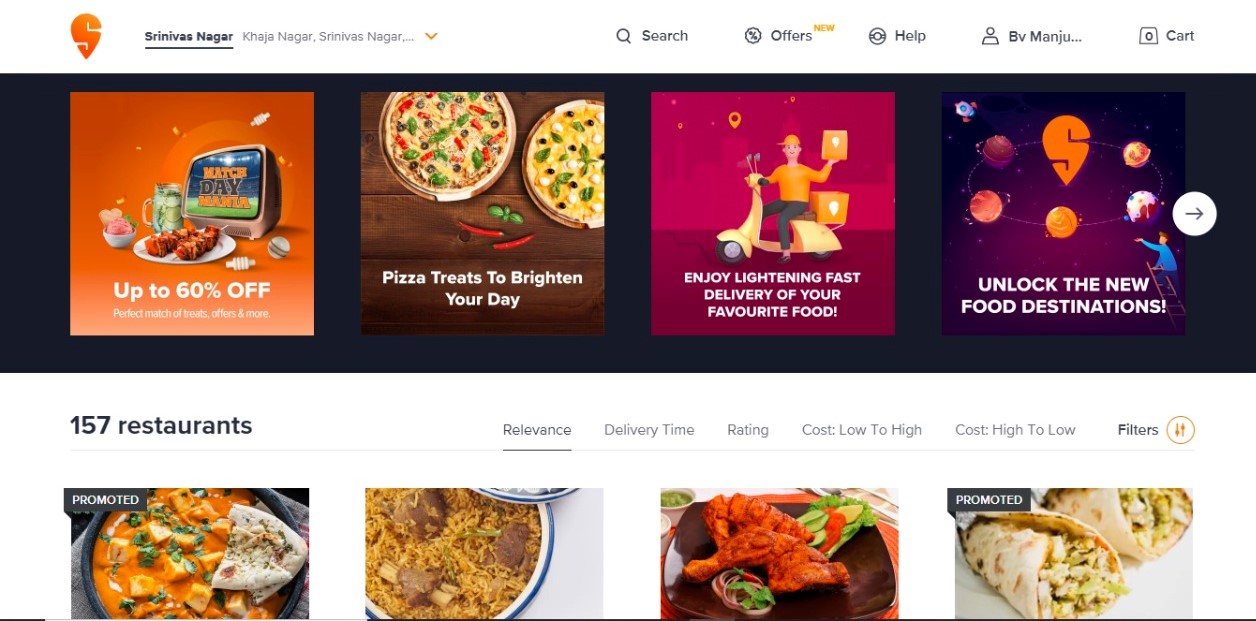 Srinivas Nagar Khaja Nagar, Srinivas Nagar,...
Search
Offers NEW
Help
Bv Manju...
0 Cart
MATCH
DAY
MANIA
Up to 60% OFF
Perfect match of treats, offers & more.
Pizza Treats To Brighten
Your Day
ENJOY LIGHTENING FAST
DELIVERY OF YOUR
FAVOURITE FOOD!
UNLOCK THE NEW
FOOD DESTINATIONS!
157 restaurants
Relevance
Delivery Time
Rating
Cost: Low To High
Cost: High To Low
Filters
PROMOTED
PROMOTED